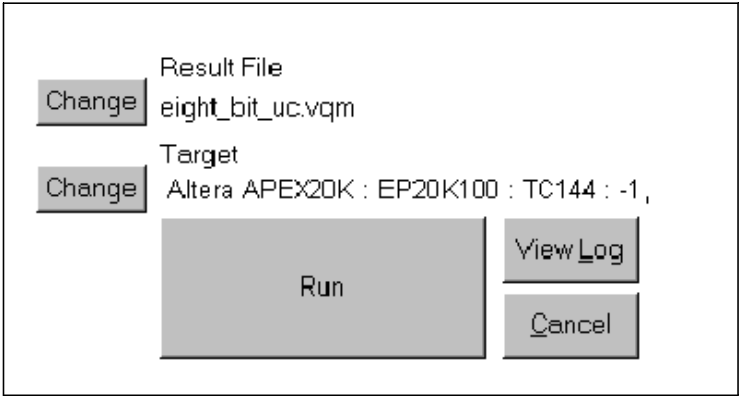 Result File
Change eight_bit_uc.vqm
Target
Change Altera APEX20K : EP20K100 : TC144 : -1,
View Log
Run
Cancel